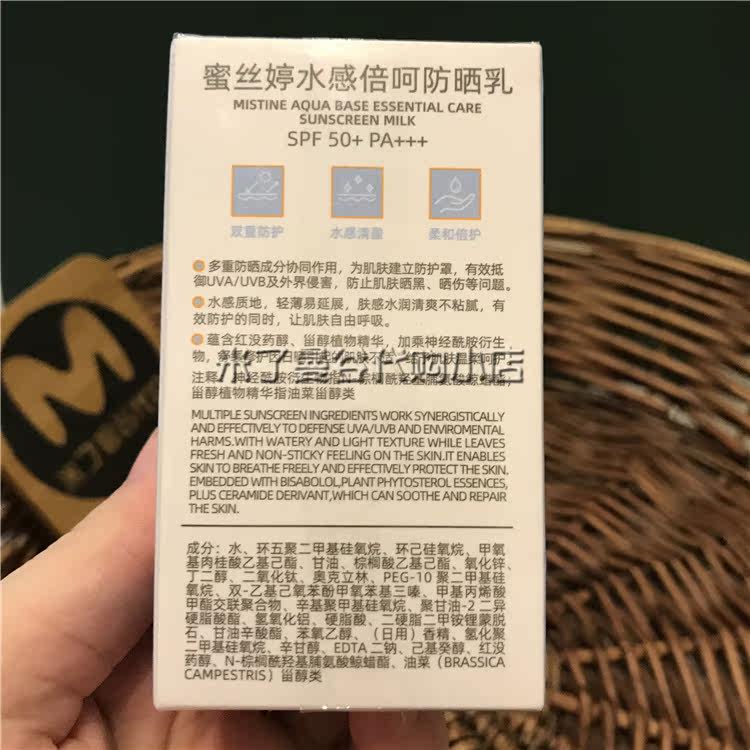 蜜丝婷水感倍呵防晒乳
MISTINE AQUA BASE ESSENTIAL CARE
SUNSCREEN MILK
SPF 50+ PA+++
双重防护 水感清盈 柔和倍护
多重防晒成分协同作用，为肌肤建立防护罩，有效抵
御UVA/UVB及外界侵害，防止肌肤晒黑、晒伤等问题。
水感质地，轻薄易延展，肤感水润清爽不粘腻，有
效防护的同时，让肌肤自由呼吸。
蕴含红没药醇、甾醇植物精华，加乘神经酰胺衍生
物，
米了曼谷代购小店
甾醇植物精华指油菜甾醇类
MULTIPLE SUNSCREEN INGREDIENTS WORK SYNERGISTICALLY
AND EFFECTIVELY TO DEFENSE UVA/UVB AND ENVIROMENTAL
HARMS.WITH WATERY AND LIGHT TEXTURE WHILE LEAVES
FRESH AND NON-STICKY FEELING ON THE SKIN.IT ENABLES
SKIN TO BREATHE FREELY AND EFFECTIVELY PROTECT THE SKIN.
EMBEDDED WITH BISABOLOL,PLANT PHYTOSTEROL ESSENCES,
PLUS CERAMIDE DERIVANT,WHICH CAN SOOTHE AND REPAIR
THE SKIN.
成分：水、环五聚二甲基硅氧烷、环己硅氧烷、甲氧
基肉桂酸乙基己酯、甘油、棕榈酸乙基己酯、氧化锌、
丁二醇、二氧化钛、奥克立林、PEG-10 聚二甲基硅
氧烷、双-乙基己氧苯酚甲氧苯基三嗪、甲基丙烯酸
甲酯交联聚合物、辛基聚甲基硅氧烷、聚甘油-2 二异
硬脂酸酯、氢氧化铝、硬脂酸、二硬脂二甲铵锂蒙脱
石、甘油辛酸酯、苯氧乙醇、（日用）香精、氢化聚
二甲基硅氧烷、辛甘醇、EDTA 二钠、己基癸醇、红没
药醇、N-棕榈酰羟基脯氨酸鲸蜡酯、油菜（BRASSICA
CAMPESTRIS）甾醇类